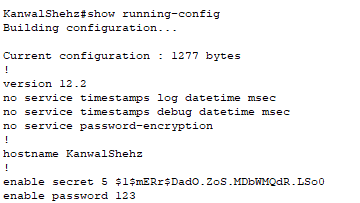 KanwalShehz#show running-config
Building configuration...
Current configuration : 1277 bytes
!
version 12.2
no service timestamps log datetime msec
no service timestamps debug datetime msec
no service password-encryption
!
hostname KanwalShehz
!
enable secret 5 $1$mERr$DadO.ZoS.MDbWMQdR.LSo0
enable password 123